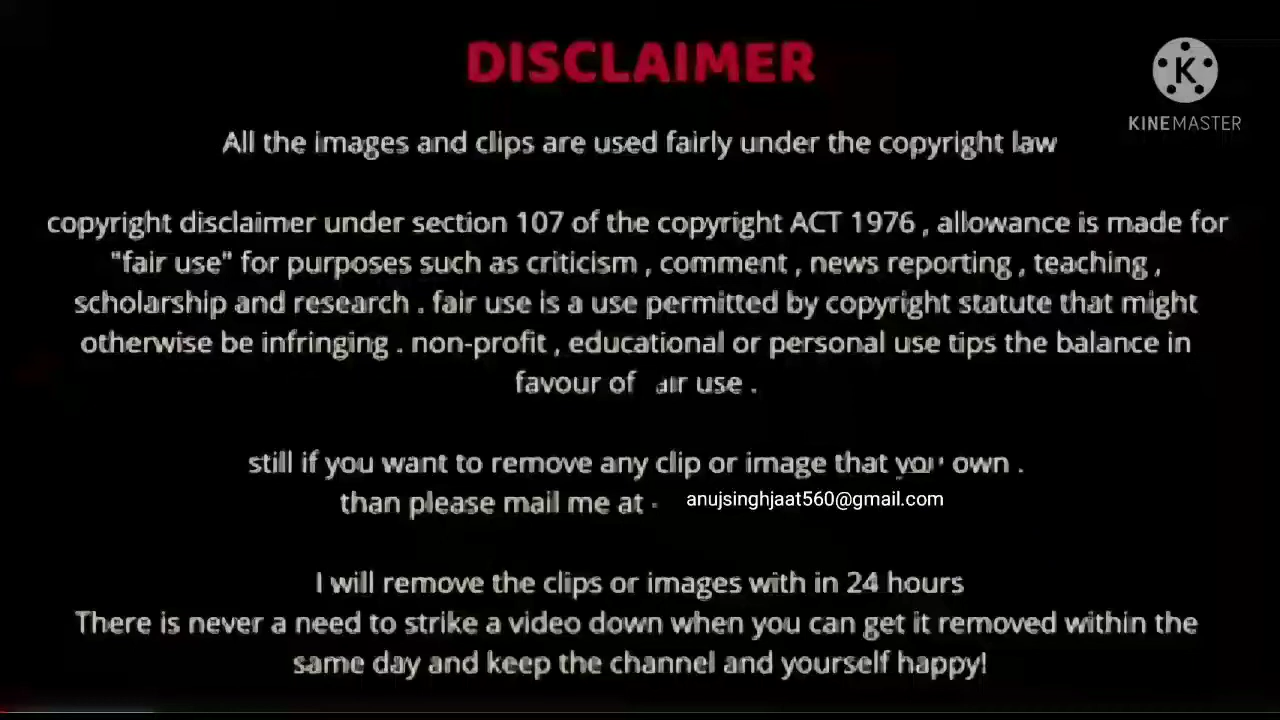 DISCLAIMER
K
KINEMASTER
All the images and clips are used fairly under the copyright law
copyright disclaimer under section 107 of the copyright ACT 1976 , allowance is made for
"fair use" for purposes such as criticism , comment , news reporting , teaching ,
scholarship and research . fair use is a use permitted by copyright statute that might
otherwise be infringing . non-profit , educational or personal use tips the balance in
favour of air use .
still if you want to remove any clip or image that you own .
than please mail me at - anujsinghjaat560@gmail.com
I will remove the clips or images with in 24 hours
There is never a need to strike a video down when you can get it removed within the
same day and keep the channel and yourself happy!